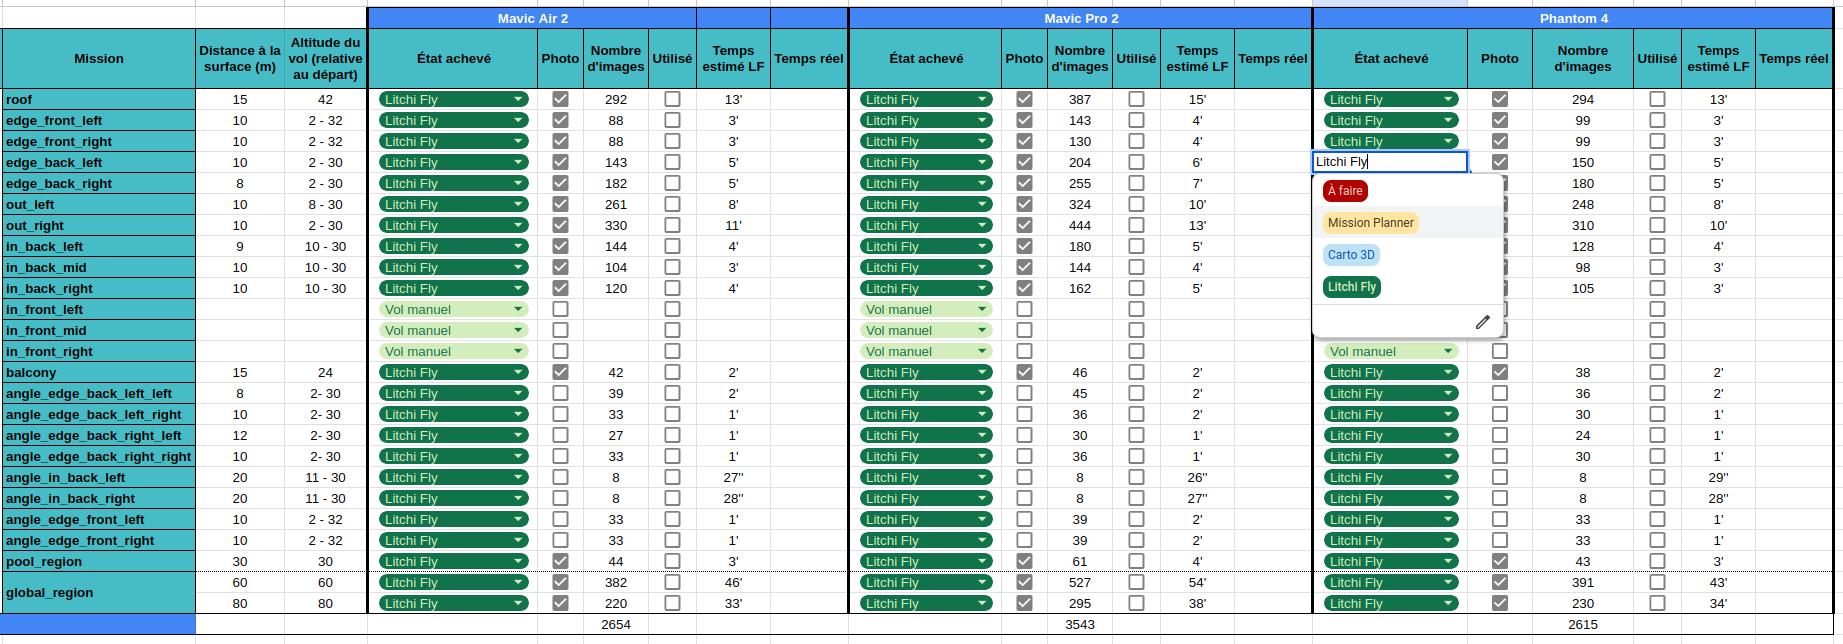 Mavic Air 2 Mavic Pro 2 Phantom 4
Mission Distance à la surface (m) Altitude du vol (relative au départ) État achevé Photo Nombre d'images Utilisé Temps estimé LF Temps réel État achevé Photo Nombre d'images Utilisé Temps estimé LF Temps réel État achevé Photo Nombre d'images Utilisé Temps estimé LF Temps réel
roof 15 42 Litchi Fly 292 13' Litchi Fly 387 15' Litchi Fly 294 13'
edge_front_left 10 2 - 32 Litchi Fly 88 3' Litchi Fly 143 4' Litchi Fly 99 3'
edge_front_right 10 2 - 32 Litchi Fly 88 3' Litchi Fly 130 4' Litchi Fly 99 3'
edge_back_left 10 2 - 30 Litchi Fly 143 5' Litchi Fly 204 6' Litchi Fly 150 5'
edge_back_right 8 2 - 30 Litchi Fly 182 5' Litchi Fly 255 7' À faire 180 5'
out_left 10 8 - 30 Litchi Fly 261 8' Litchi Fly 324 10' 248 8'
out_right 10 2 - 30 Litchi Fly 330 11' Litchi Fly 444 13' Mission Planner 310 10'
in_back_left 9 10 - 30 Litchi Fly 144 4' Litchi Fly 180 5' Carto 3D 128 4'
in_back_mid 10 10 - 30 Litchi Fly 104 3' Litchi Fly 144 4' 98 3'
in_back_right 10 10 - 30 Litchi Fly 120 4' Litchi Fly 162 5' Litchi Fly 105 3'
in_front_left Vol manuel Vol manuel
in_front_mid Vol manuel Vol manuel
in_front_right Vol manuel Vol manuel Vol manuel
balcony 15 24 Litchi Fly 42 2' Litchi Fly 46 2' Litchi Fly 38 2'
angle_edge_back_left_left 8 2- 30 Litchi Fly 39 2' Litchi Fly 45 2' Litchi Fly 36 2'
angle_edge_back_left_right 10 2- 30 Litchi Fly 33 1' Litchi Fly 36 2' Litchi Fly 30 1'
angle_edge_back_right_left 12 2- 30 Litchi Fly 27 1' Litchi Fly 30 1' Litchi Fly 24 1'
angle_edge_back_right_right 10 2- 30 Litchi Fly 33 1' Litchi Fly 36 1' Litchi Fly 30 1'
angle_in_back_left 20 11 - 30 Litchi Fly 8 27'' Litchi Fly 8 26'' Litchi Fly 8 29''
angle_in_back_right 20 11 - 30 Litchi Fly 8 28'' Litchi Fly 8 27'' Litchi Fly 8 28''
angle_edge_front_left 10 2 - 32 Litchi Fly 33 1' Litchi Fly 39 2' Litchi Fly 33 1'
angle_edge_front_right 10 2 - 32 Litchi Fly 33 1' Litchi Fly 39 2' Litchi Fly 33 1'
pool_region 30 30 Litchi Fly 44 3' Litchi Fly 61 4' Litchi Fly 43 3'
global_region 60 60 Litchi Fly 382 46' Litchi Fly 527 54' Litchi Fly 391 43'
80 80 Litchi Fly 220 33' Litchi Fly 295 38' Litchi Fly 230 34'
2654 3543 2615